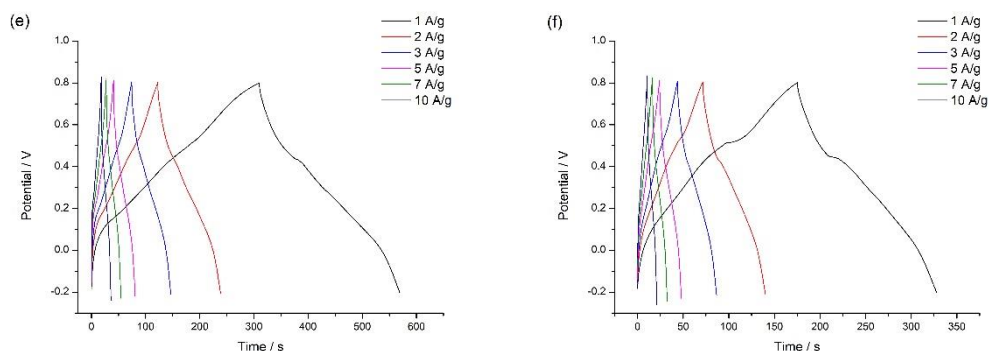 (e)
1 A/g
2 A/g
3 A/g
5 A/g
7 A/g
10 A/g
1.0
0.8
0.6
0.4
0.2
0.0
-0.2
Potential / V
0
100
200
300
400
500
600
Time / s
(f)
1 A/g
2 A/g
3 A/g
5 A/g
7 A/g
10 A/g
1.0
0.8
0.6
0.4
0.2
0.0
-0.2
Potential / V
0
50
100
150
200
250
300
350
Time / s